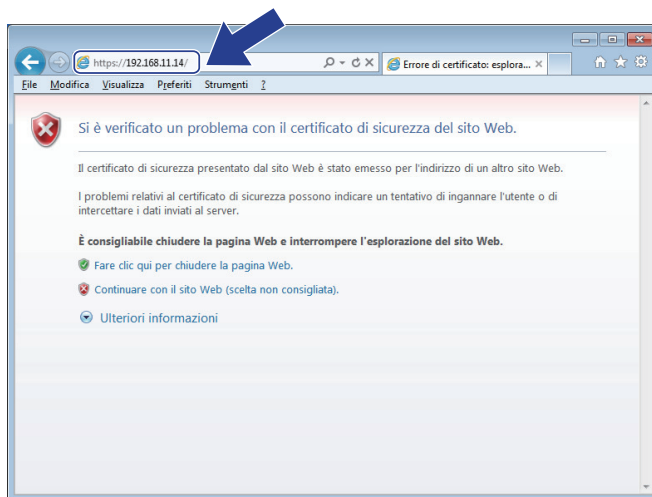 https://192.168.11.14/
Errore di certificato: esplora...
File Modifica Visualizza Preferiti Strumenti ?
Si è verificato un problema con il certificato di sicurezza del sito Web.
Il certificato di sicurezza presentato dal sito Web è stato emesso per l'indirizzo di un altro sito Web.
I problemi relativi al certificato di sicurezza possono indicare un tentativo di ingannare l'utente o di
intercettare i dati inviati al server.
È consigliabile chiudere la pagina Web e interrompere l'esplorazione del sito Web.
Fare clic qui per chiudere la pagina Web.
Continuare con il sito Web (scelta non consigliata).
Ulteriori informazioni